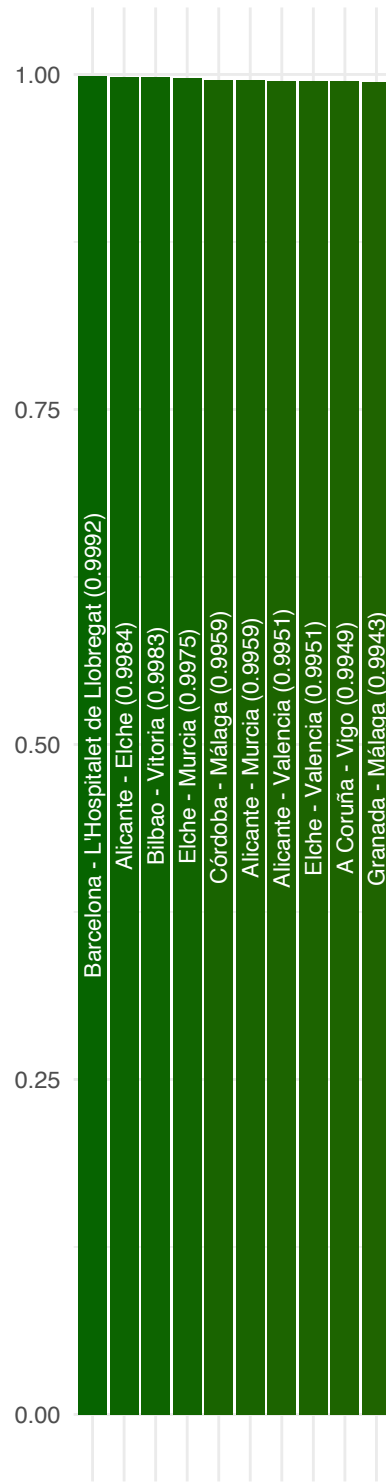 1.00
0.75
0.50
0.25
0.00
Barcelona - L'Hospitalet de Llobregat (0.9992)
Alicante - Elche (0.9984)
Bilbao - Vitoria (0.9983)
Elche - Murcia (0.9975)
Córdoba - Málaga (0.9959)
Alicante - Murcia (0.9959)
Alicante - Valencia (0.9951)
Elche - Valencia (0.9951)
A Coruña - Vigo (0.9949)
Granada - Málaga (0.9943)